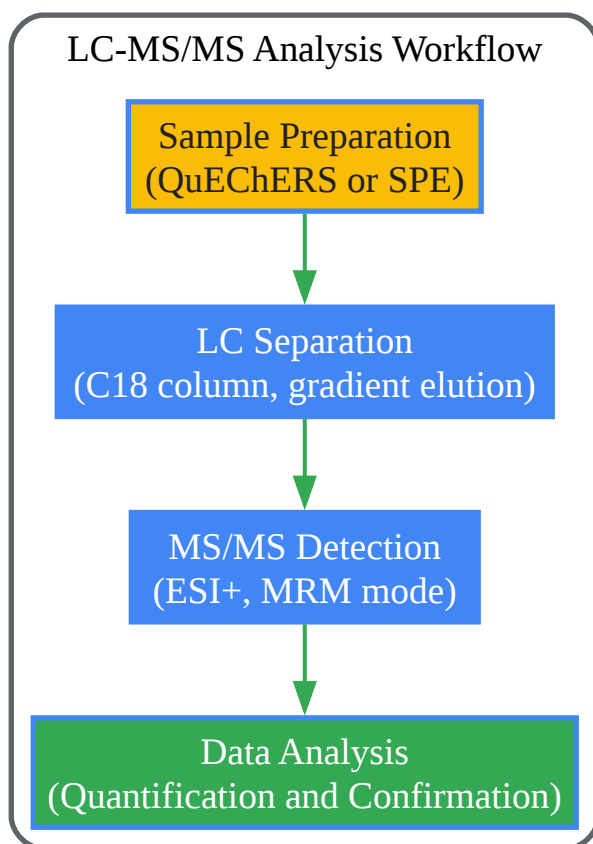 LC-MS/MS Analysis Workflow
Sample Preparation
(QuEChERS or SPE)
LC Separation
(C18 column, gradient elution)
MS/MS Detection
(ESI+, MRM mode)
Data Analysis
(Quantification and Confirmation)